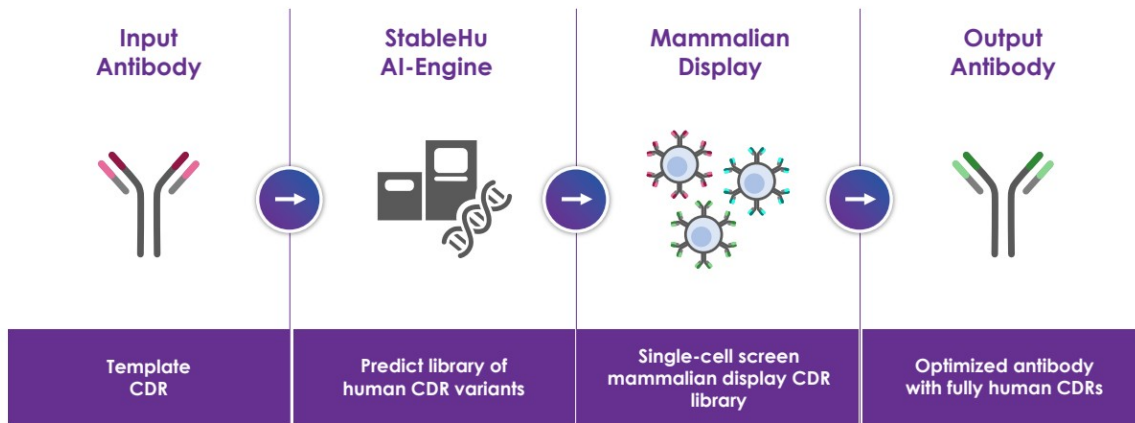 Input
Antibody
StableHu
AI-Engine
Mammalian
Display
Output
Antibody
Template
CDR
Predict library of
human CDR variants
Single-cell screen
mammalian display CDR
library
Optimized antibody
with fully human CDRs